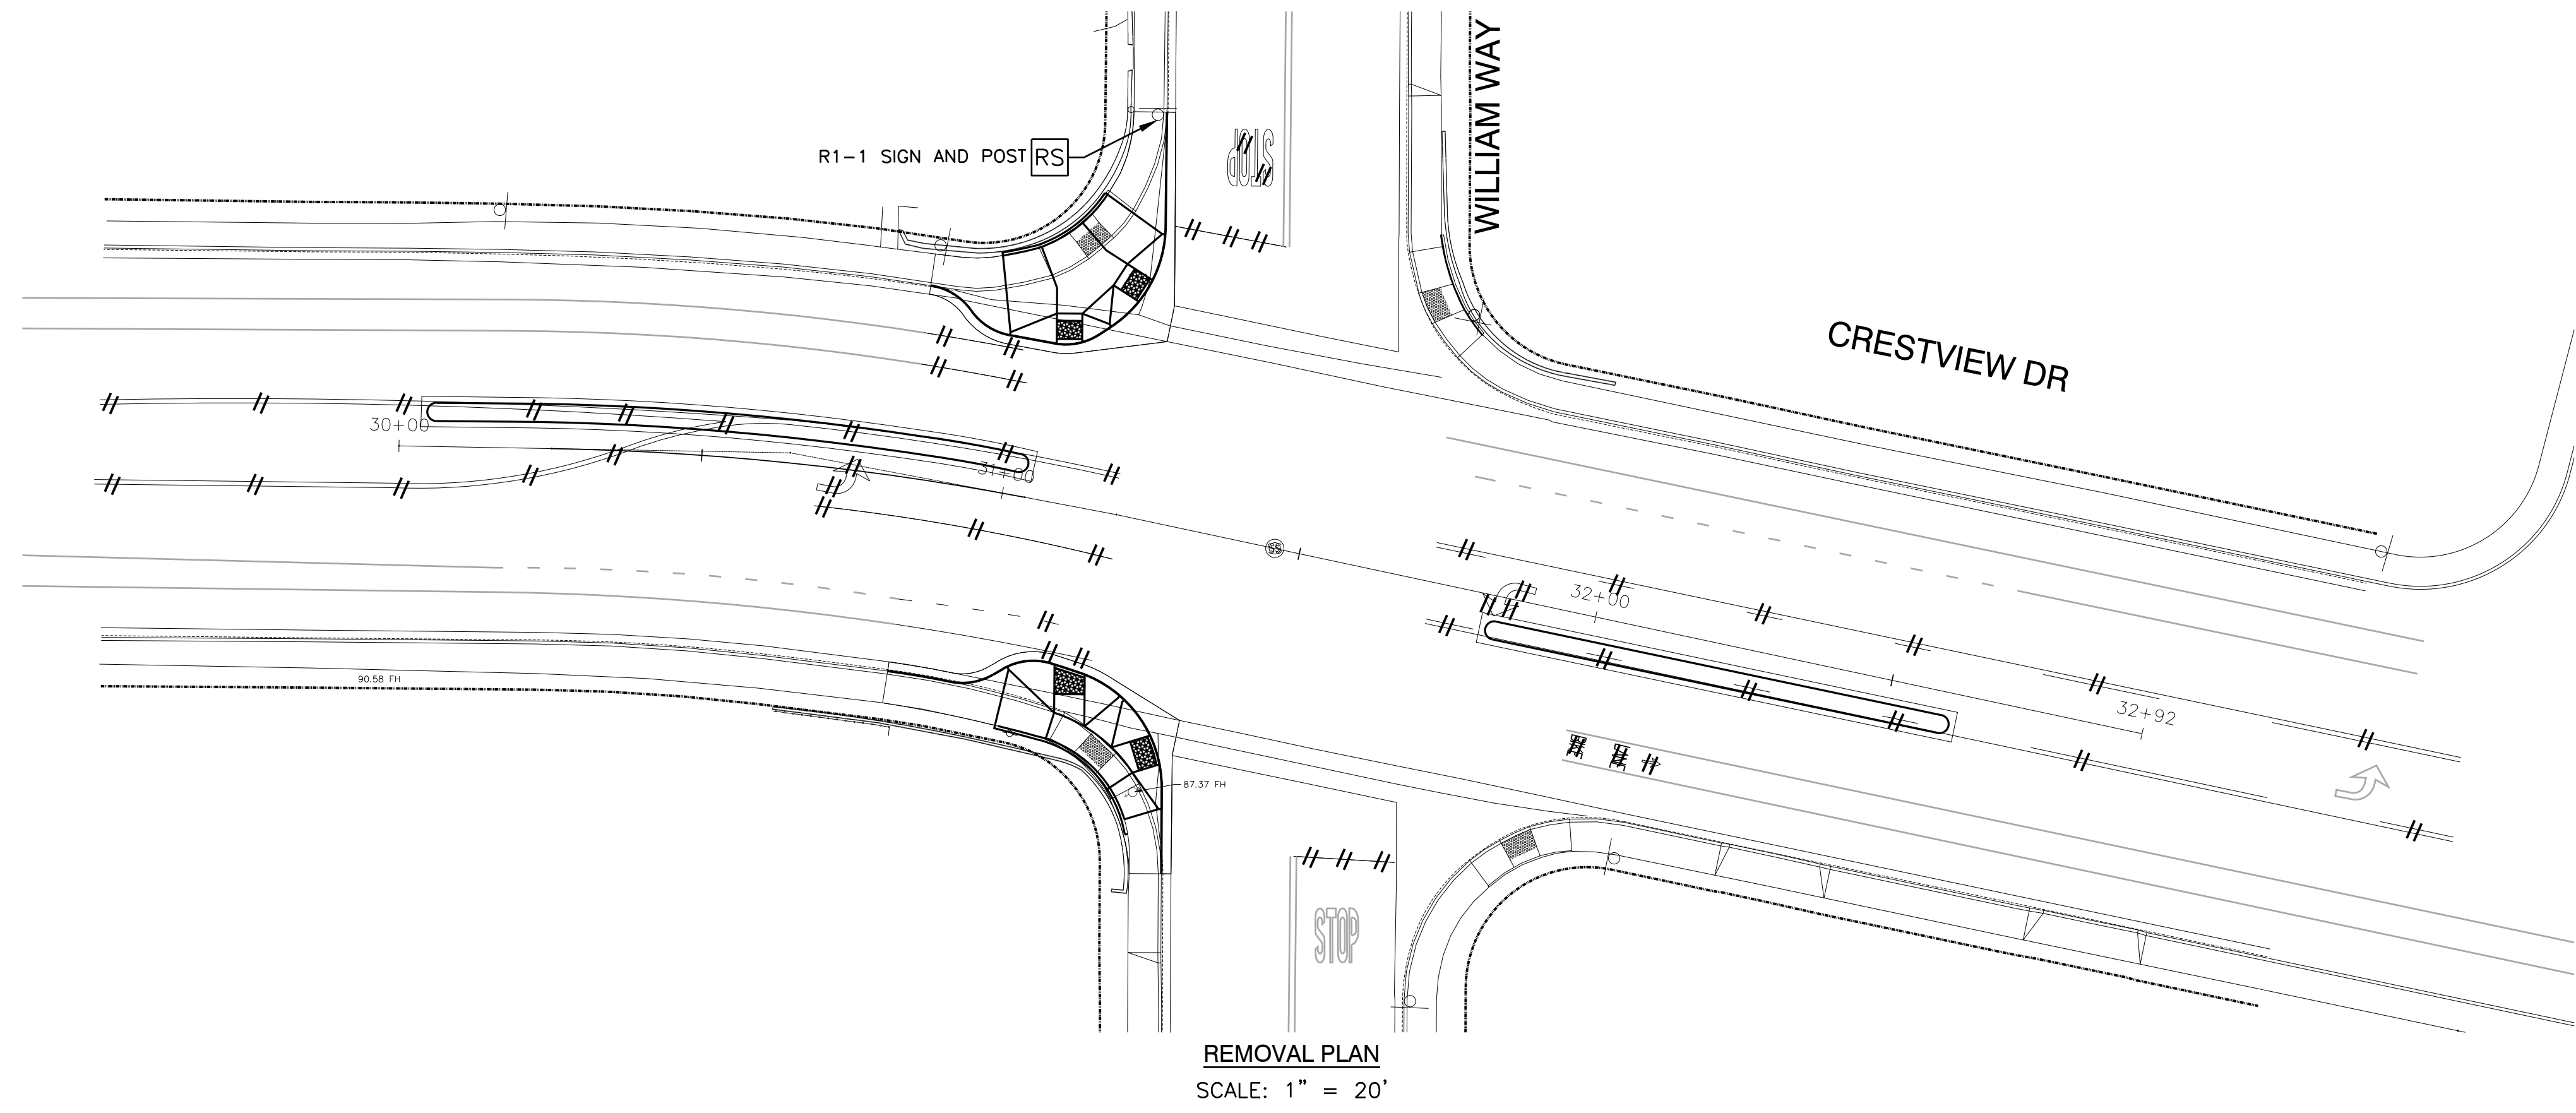 WILLIAM WAY
R1-1 SIGN AND POST RS
STOP
CRESTVIEW DR
30+00
31+00
SS
32+00
90.58 FH
32+92
87.37 FH
STOP
REMOVAL PLAN
SCALE: 1" = 20'